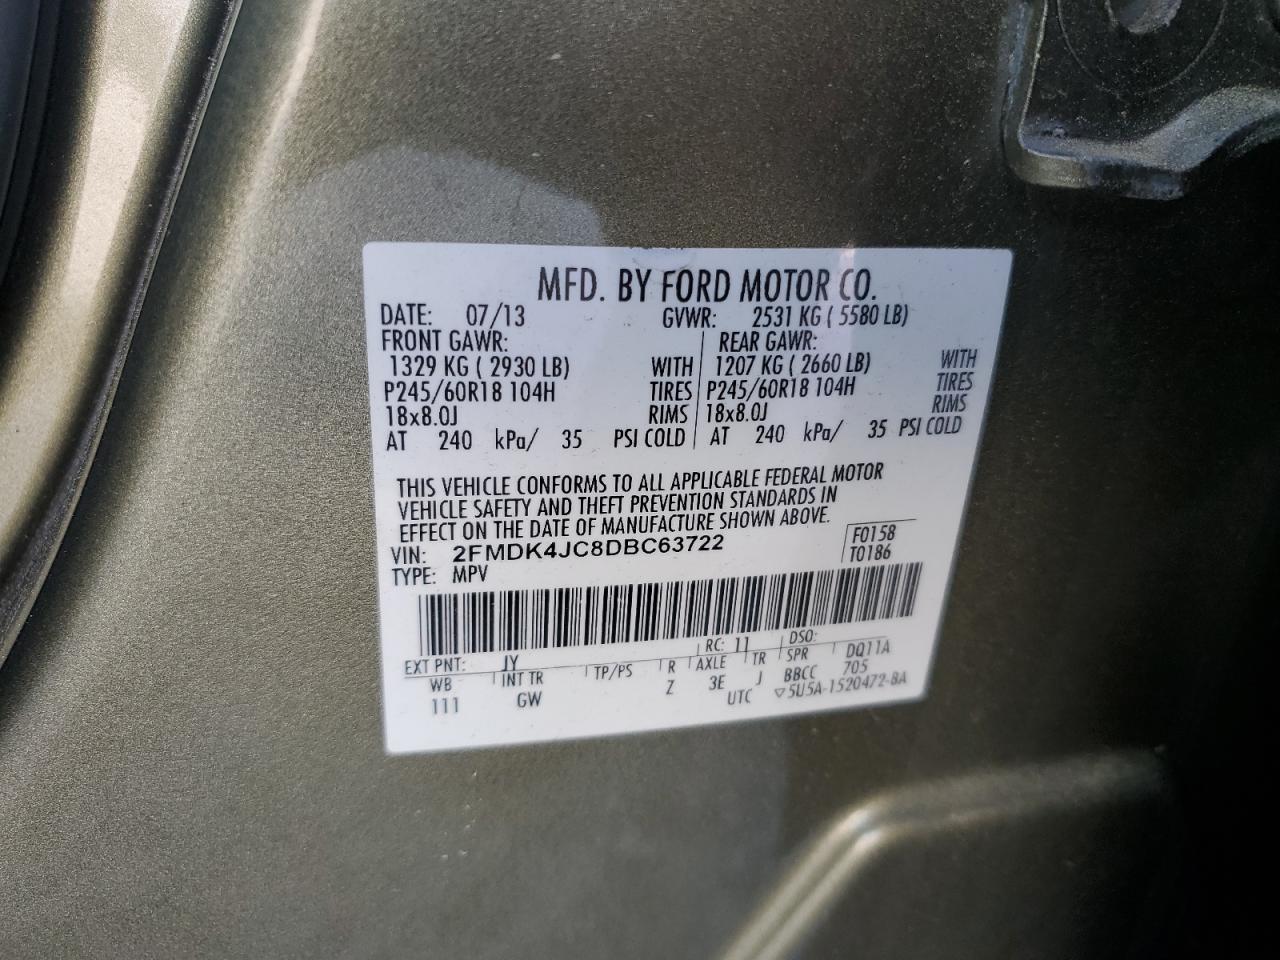 MFD. BY FORD MOTOR CO.
DATE: 07/13 GVWR: 2531 KG ( 5580 LB)
FRONT GAWR: REAR GAWR:
1329 KG ( 2930 LB) WITH 1207 KG ( 2660 LB) WITH
P245/60R18 104H TIRES P245/60R18 104H TIRES
18x8.0J RIMS 18x8.0J RIMS
AT 240 kPa/ 35 PSI COLD AT 240 kPa/ 35 PSI COLD
THIS VEHICLE CONFORMS TO ALL APPLICABLE FEDERAL MOTOR
VEHICLE SAFETY AND THEFT PREVENTION STANDARDS IN
EFFECT ON THE DATE OF MANUFACTURE SHOWN ABOVE.
VIN: 2FMDK4JC8DBC63722 F0158
TYPE: MPV T0186
EXT PNT: JY RC: 11 DSO:
WB INT TR TP/PS R AXLE TR SPR DQ11A
111 GW Z 3E J BBCC 705
UTC ▽5U5A-1520472-BA